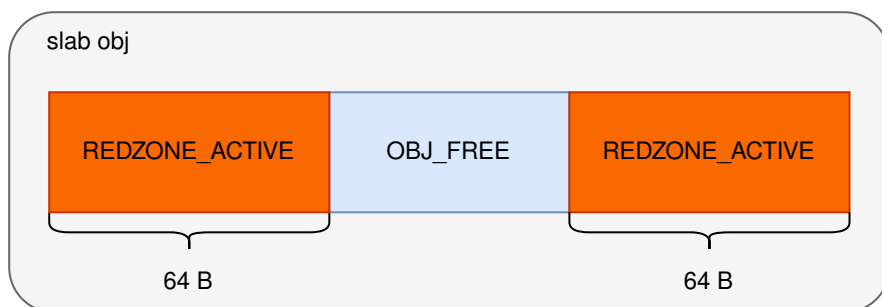 slab obj
REDZONE_ACTIVE
OBJ_FREE
REDZONE_ACTIVE
64 B
64 B